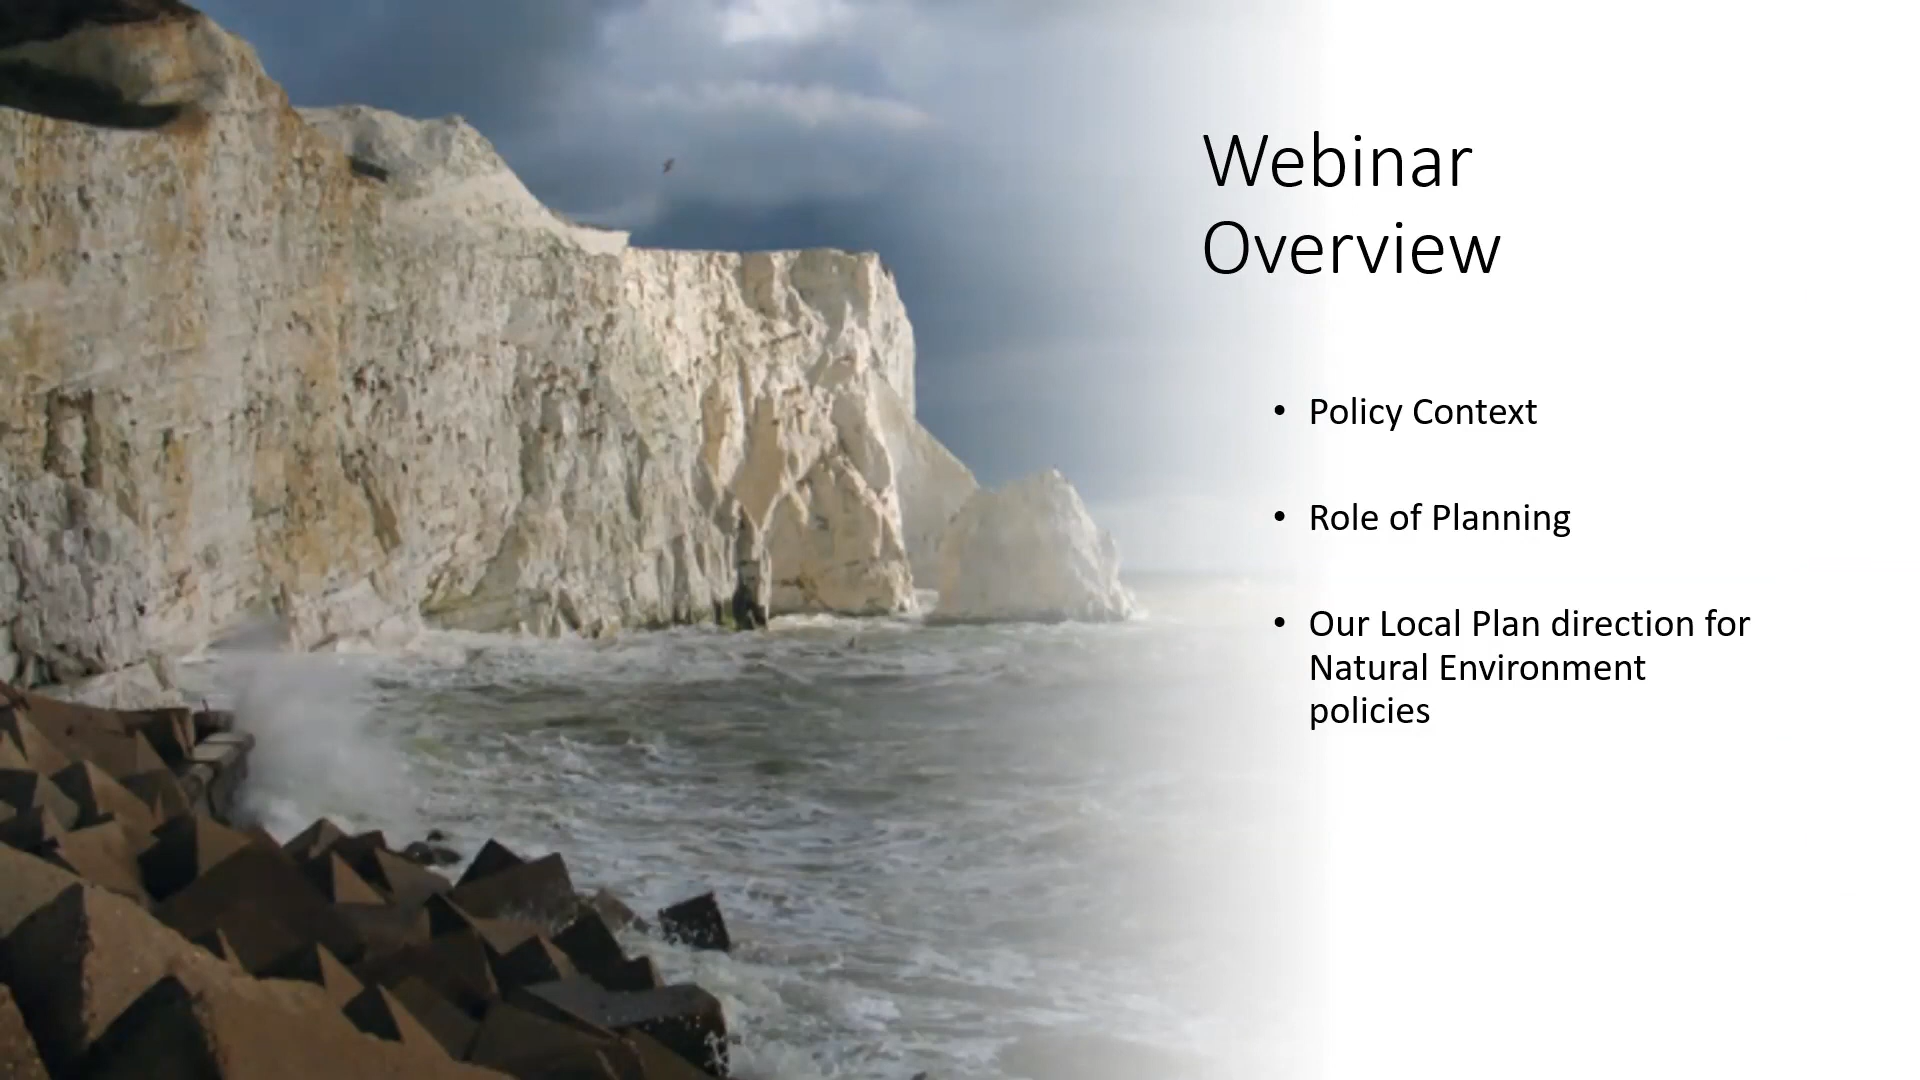 Webinar
Overview
• Policy Context
• Role of Planning
• Our Local Plan direction for
Natural Environment
policies